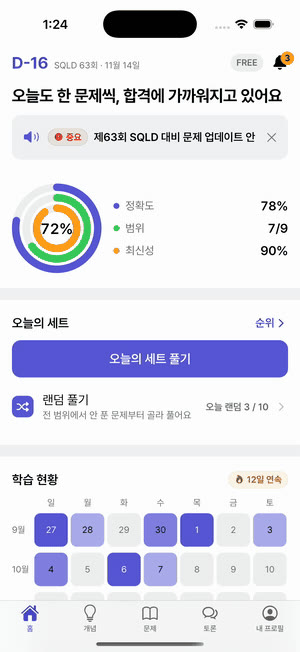 1:24
D-16 SQLD 63회 · 11월 14일 FREE 3
오늘도 한 문제씩, 합격에 가까워지고 있어요
중요 제63회 SQLD 대비 문제 업데이트 안
72%
정확도 78%
범위 7/9
최신성 90%
오늘의 세트 순위
오늘의 세트 풀기
랜덤 풀기
전 범위에서 안 푼 문제부터 골라 풀어요
오늘 랜덤 3 / 10
학습 현황 12일 연속
일 월 화 수 목 금 토
9월 27 28 29 30 1 2 3
10월 4 5 6 7 8 9 10
홈 개념 문제 토론 내 프로필